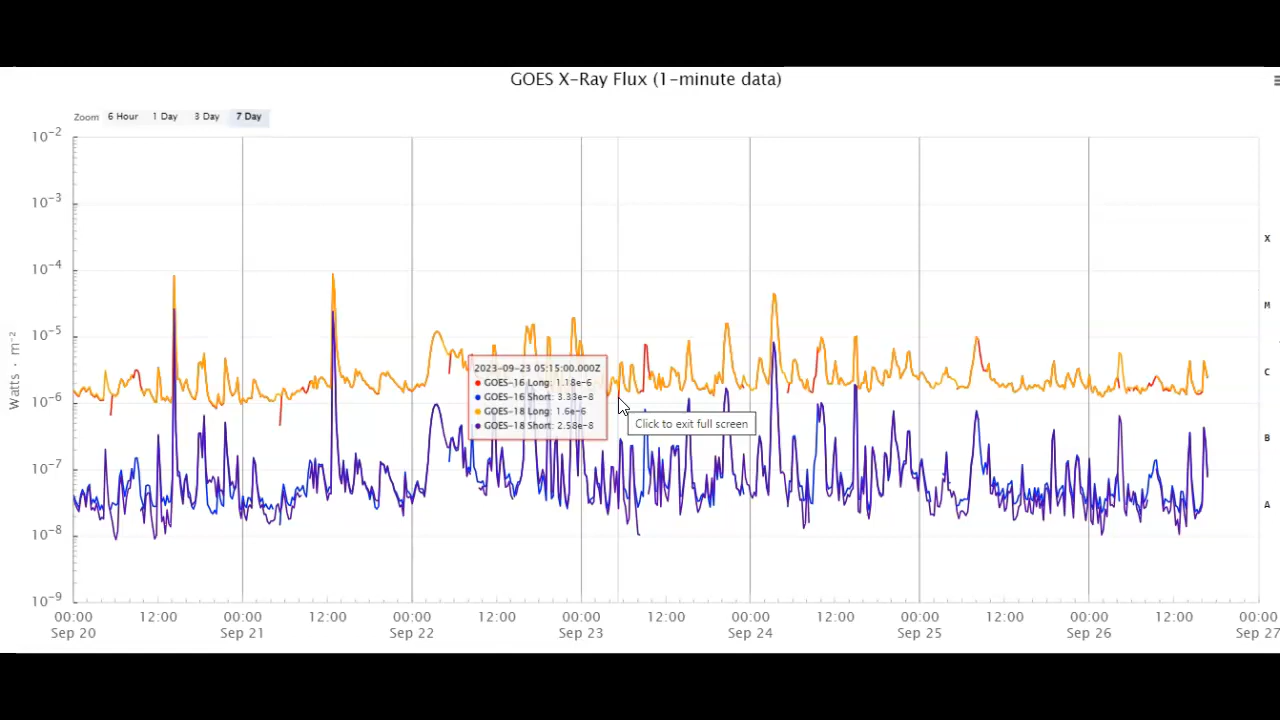 GOES X-Ray Flux (1-minute data)
Zoom 6 Hour 1 Day 3 Day 7 Day
10⁻²
10⁻³
10⁻⁴
10⁻⁵
10⁻⁶
10⁻⁷
10⁻⁸
10⁻⁹
Watts · m⁻²
X
M
C
B
A
2023-09-23 05:15:00.000Z
GOES-16 Long: 1.18e-6
GOES-16 Short: 3.33e-8
GOES-18 Long: 1.6e-6
GOES-18 Short: 2.58e-8
Click to exit full screen
00:00 12:00 00:00 12:00 00:00 12:00 00:00 12:00 00:00 12:00 00:00 12:00 00:00 12:00 00:00
Sep 20 Sep 21 Sep 22 Sep 23 Sep 24 Sep 25 Sep 26 Sep 27